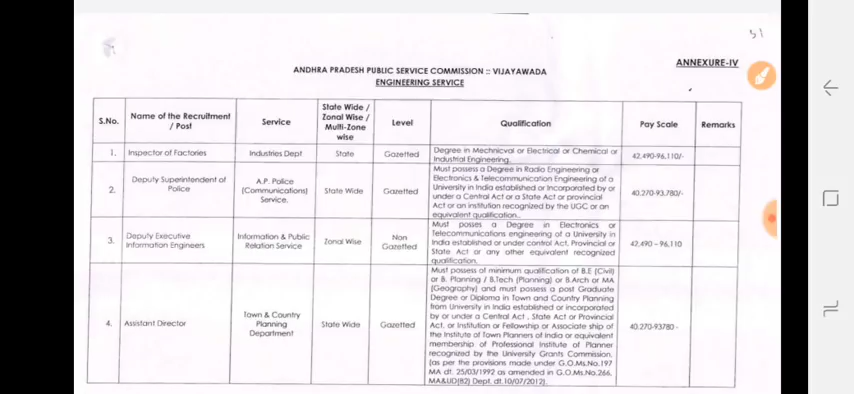 31
ANNEXURE-IV
ANDHRA PRADESH PUBLIC SERVICE COMMISSION :: VIJAYAWADA
ENGINEERING SERVICE
S.No.
Name of the Recruitment
/ Post
Service
State Wide /
Zonal Wise /
Multi-Zone
wise
Level
Qualification
Pay Scale
Remarks
1.
Inspector of Factories
Industries Dept
State
Gazetted
Degree in Mechnicval or Electrical or Chemical or
Industrial Engineering.
42,490-96,110/-
2.
Deputy Superintendent of
Police
A.P. Police
(Communications)
Service.
State Wide
Gazetted
Must possess a Degree in Radio Engineering or
Electronics & Telecommunication Engineering of a
University in India established or Incorporated by or
under a Central Act or a State Act or provincial
Act or an institution recognized by the UGC or an
equivalent qualification.
40,270-93,780/-
3.
Deputy Executive
Information Engineers
Information & Public
Relation Service
Zonal Wise
Non
Gazetted
Must posses a Degree in Electronics or
Telecommunications engineering of a University in
India established or under control Act, Provincial or
State Act or any other equivalent recognized
qualification.
42,490 – 96,110
4.
Assistant Director
Town & Country
Planning
Department
State Wide
Gazetted
Must possess of minimum qualification of B.E (Civil)
or B. Planning / B.Tech (Planning) or B.Arch or MA
(Geography) and must possess a post Graduate
Degree or Diploma in Town and Country Planning
from University in India established or incorporated
by or under a Central Act , State Act or Provincial
Act, or Institution or Fellowship or Associate ship of
the Institute of Town Planners of India or equivalent
membership of Professional Institute of Planner
recognized by the University Grants Commission.
(as per the provisions made under G.O.Ms.No.197
MA dt. 25/03/1992 as amended in G.O.Ms.No.266,
MA&UD(B2) Dept. dt.10/07/2012).
40,270-93780 -